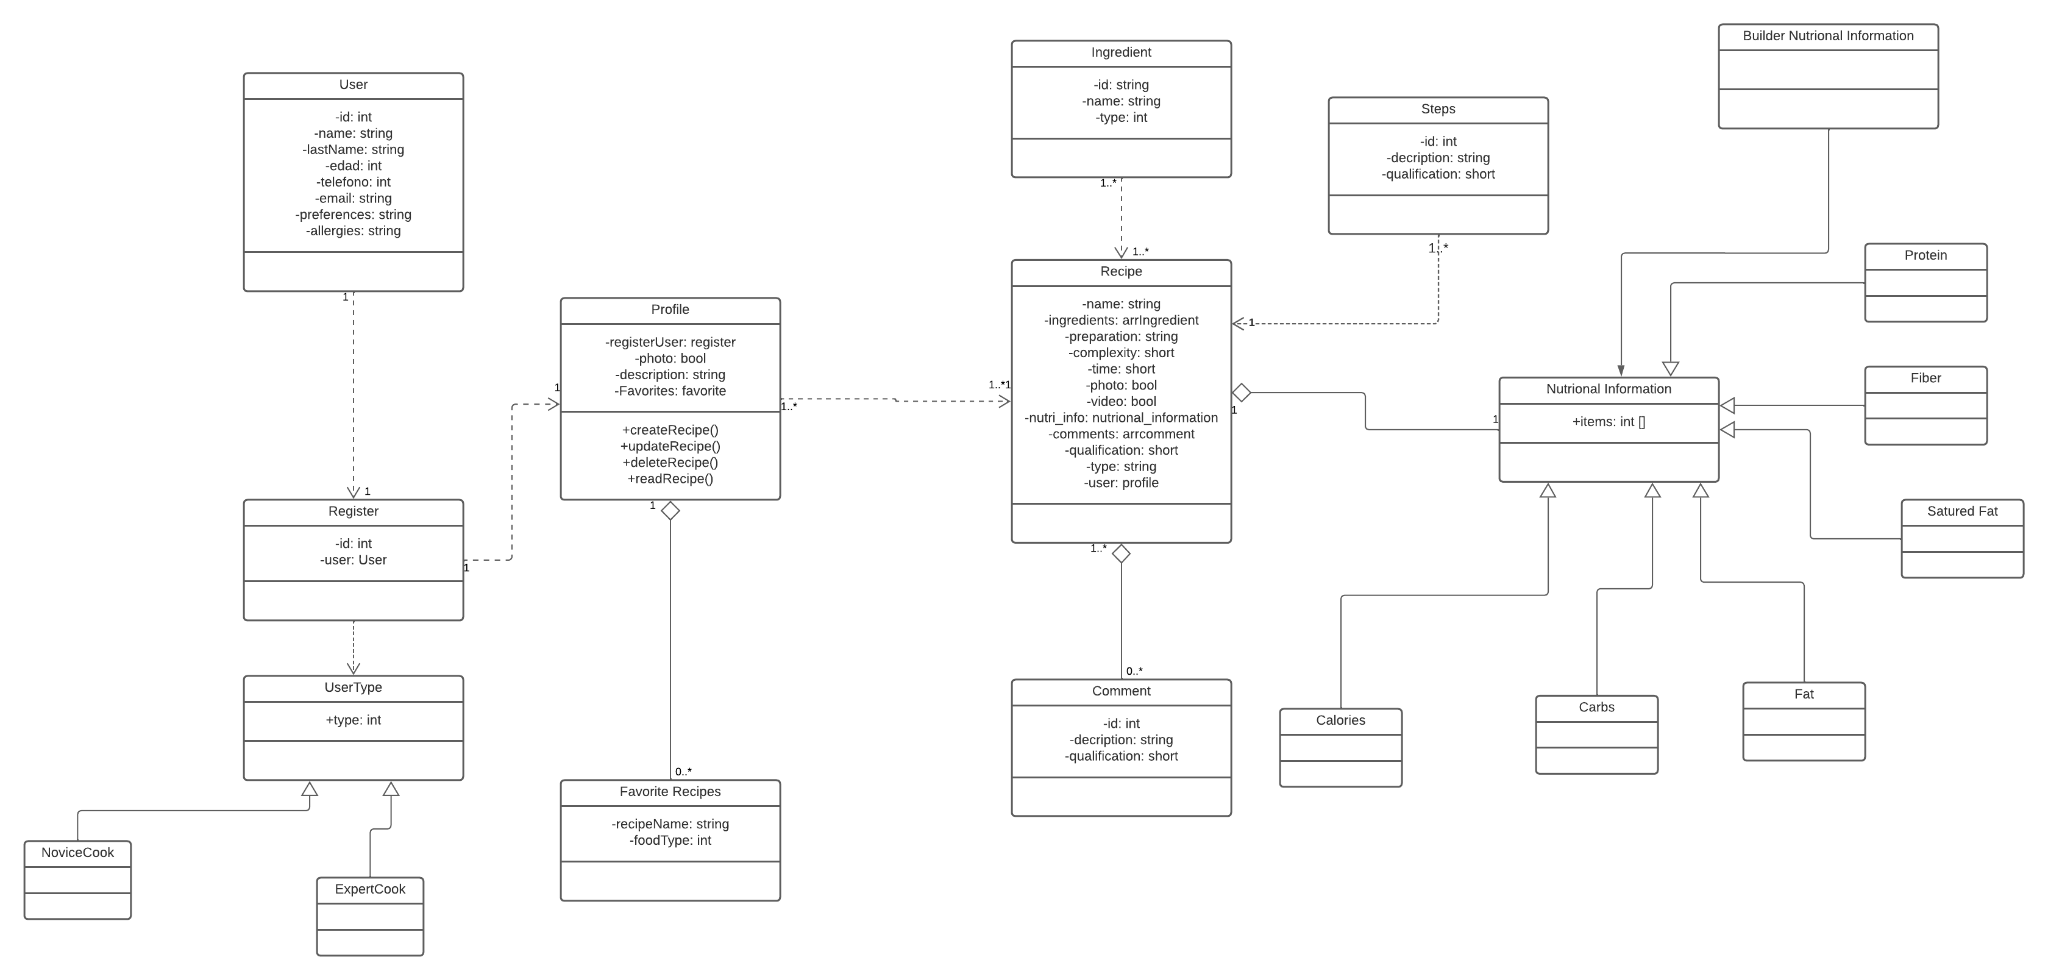 User
-id: int
-name: string
-lastName: string
-edad: int
-telefono: int
-email: string
-preferences: string
-allergies: string
1
1
Register
-id: int
-user: User
1
UserType
+type: int
NoviceCook
ExpertCook
1
Profile
-registerUser: register
-photo: bool
-description: string
-Favorites: favorite
+createRecipe()
+updateRecipe()
+deleteRecipe()
+readRecipe()
1..*
1
0..*
Favorite Recipes
-recipeName: string
-foodType: int
Ingredient
-id: string
-name: string
-type: int
1..*
1..*
Recipe
-name: string
-ingredients: arrIngredient
-preparation: string
-complexity: short
-time: short
-photo: bool
-video: bool
-nutri_info: nutrional_information
-comments: arrcomment
-qualification: short
-type: string
-user: profile
1..*1
1
1
1..*
0..*
Comment
-id: int
-decription: string
-qualification: short
Steps
-id: int
-decription: string
-qualification: short
1..*
Builder Nutrional Information
1
Nutrional Information
+items: int []
Protein
Fiber
Satured Fat
Calories
Carbs
Fat